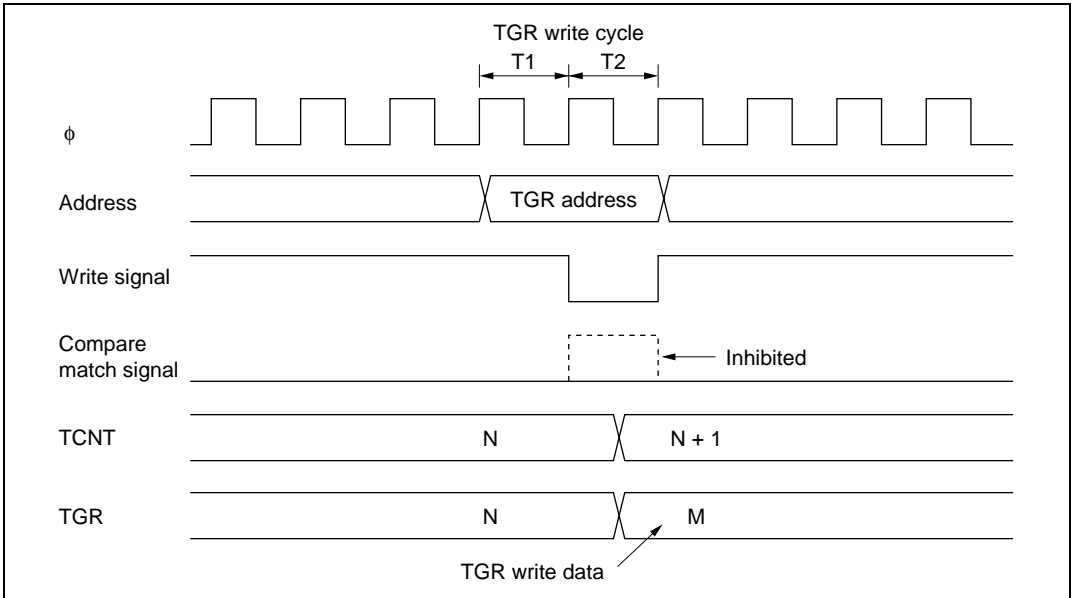 TGR write cycle
T1 T2
ϕ
Address TGR address
Write signal
Compare
match signal
Inhibited
TCNT N N + 1
TGR N M
TGR write data